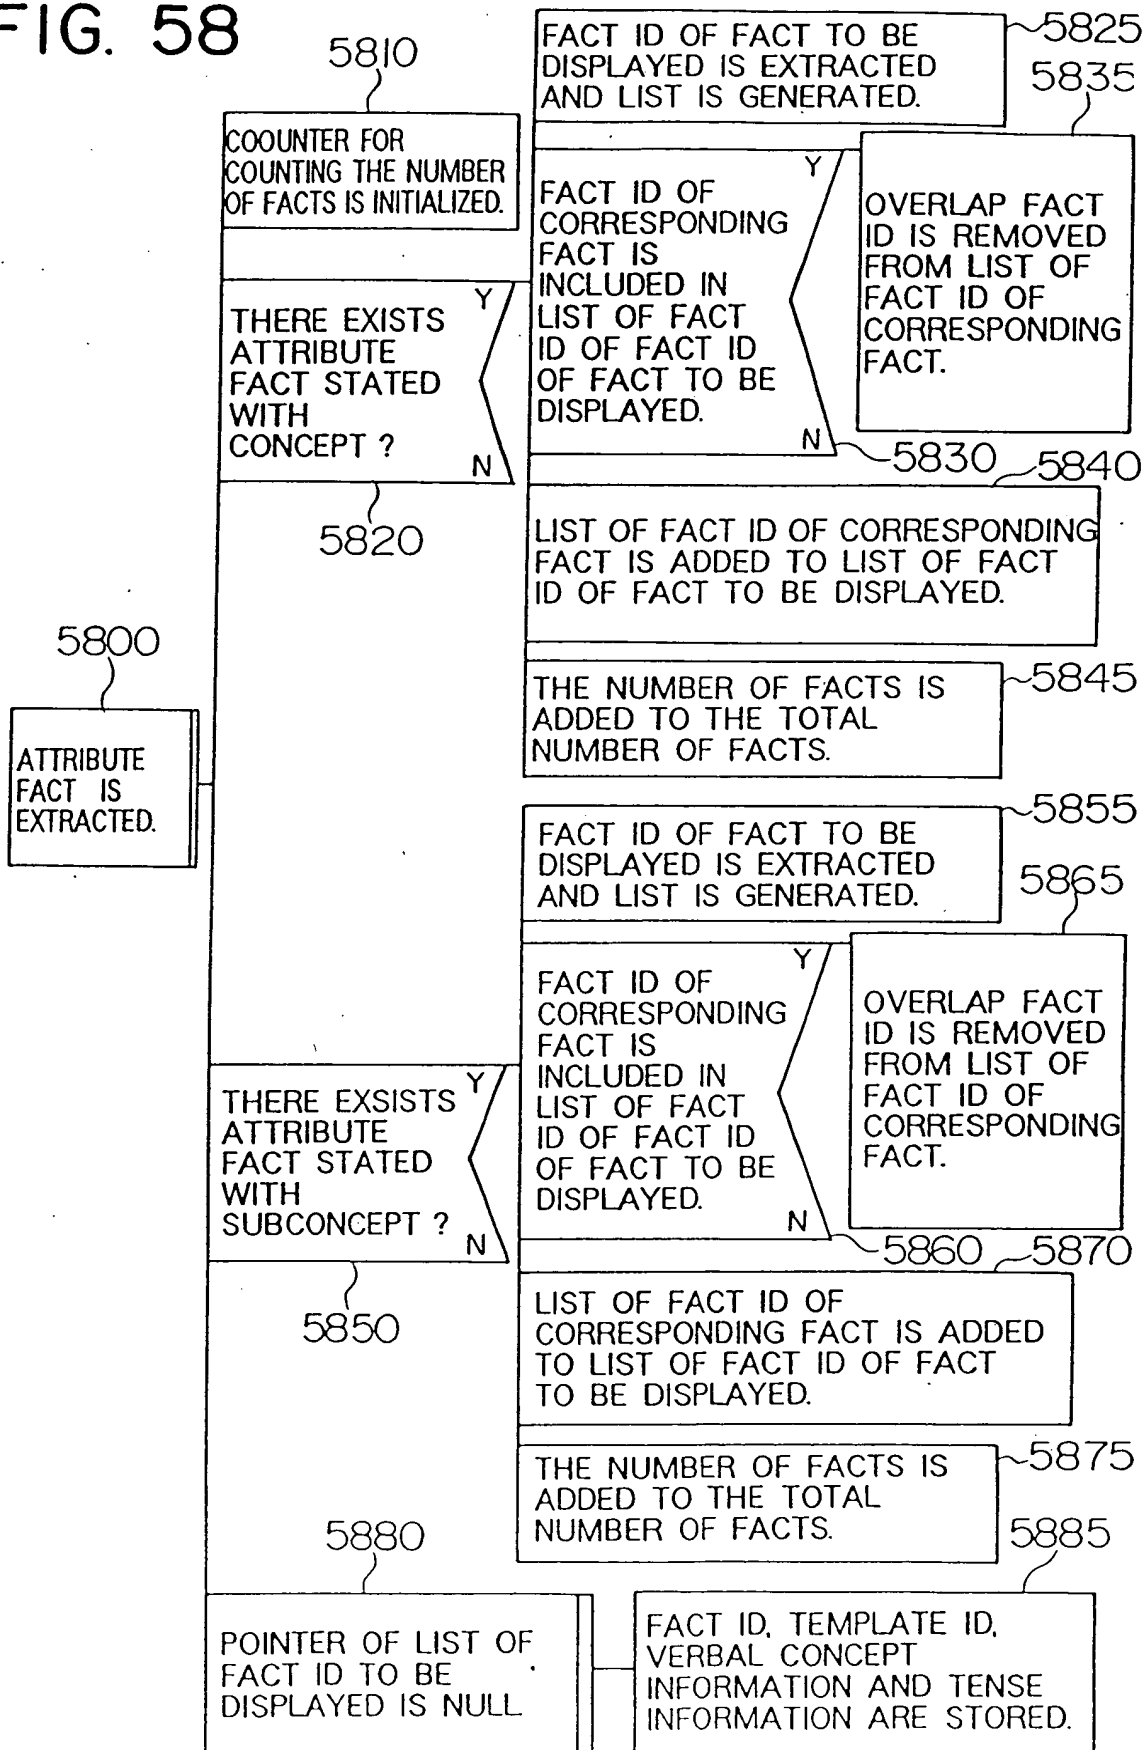 FIG. 58
5810
COOUNTER FOR
COUNTING THE NUMBER
OF FACTS IS INITIALIZED.
5825
FACT ID OF FACT TO BE
DISPLAYED IS EXTRACTED
AND LIST IS GENERATED.
5835
Y
FACT ID OF
CORRESPONDING
FACT IS
INCLUDED IN
LIST OF FACT
ID OF FACT ID
OF FACT TO BE
DISPLAYED.
N
5830
OVERLAP FACT
ID IS REMOVED
FROM LIST OF
FACT ID OF
CORRESPONDING
FACT.
Y
THERE EXISTS
ATTRIBUTE
FACT STATED
WITH
CONCEPT ?
N
5820
5840
LIST OF FACT ID OF CORRESPONDING
FACT IS ADDED TO LIST OF FACT
ID OF FACT TO BE DISPLAYED.
5845
THE NUMBER OF FACTS IS
ADDED TO THE TOTAL
NUMBER OF FACTS.
5800
ATTRIBUTE
FACT IS
EXTRACTED.
5855
FACT ID OF FACT TO BE
DISPLAYED IS EXTRACTED
AND LIST IS GENERATED.
5865
Y
FACT ID OF
CORRESPONDING
FACT IS
INCLUDED IN
LIST OF FACT
ID OF FACT ID
OF FACT TO BE
DISPLAYED.
N
5860
OVERLAP FACT
ID IS REMOVED
FROM LIST OF
FACT ID OF
CORRESPONDING
FACT.
Y
THERE EXSISTS
ATTRIBUTE
FACT STATED
WITH
SUBCONCEPT ?
N
5850
5870
LIST OF FACT ID OF
CORRESPONDING FACT IS ADDED
TO LIST OF FACT ID OF FACT
TO BE DISPLAYED.
5875
THE NUMBER OF FACTS IS
ADDED TO THE TOTAL
NUMBER OF FACTS.
5880
POINTER OF LIST OF
FACT ID TO BE
DISPLAYED IS NULL
5885
FACT ID, TEMPLATE ID,
VERBAL CONCEPT
INFORMATION AND TENSE
INFORMATION ARE STORED.